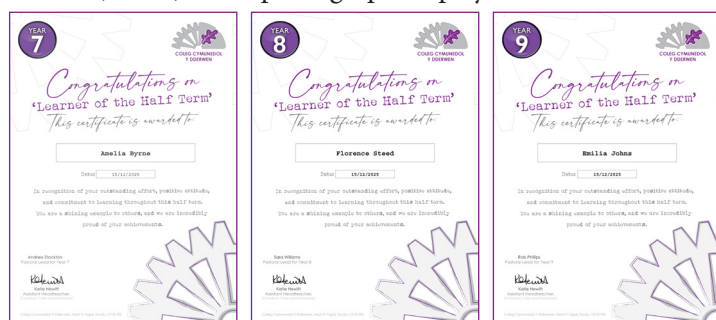 YEAR
7
COLEG CYMUNEDOL
Y DDERWEN
Congratulations on
'Learner of the Half Term'
This certificate is awarded to:
Amelia Byrne
Date: 15/12/2025
In recognition of your outstanding effort, positive attitude,
and commitment to learning throughout this half term.
You are a shining example to others, and we are incredibly
proud of your achievements.
Andrea Stockton
Pastoral Lead for Year 7
Katie Hewitt
Assistant Headteacher
YEAR
8
COLEG CYMUNEDOL
Y DDERWEN
Congratulations on
'Learner of the Half Term'
This certificate is awarded to:
Florence Steed
Date: 15/12/2025
In recognition of your outstanding effort, positive attitude,
and commitment to learning throughout this half term.
You are a shining example to others, and we are incredibly
proud of your achievements.
Sara Williams
Pastoral Lead for Year 8
Katie Hewitt
Assistant Headteacher
YEAR
9
COLEG CYMUNEDOL
Y DDERWEN
Congratulations on
'Learner of the Half Term'
This certificate is awarded to:
Emilia Johns
Date: 15/12/2025
In recognition of your outstanding effort, positive attitude,
and commitment to learning throughout this half term.
You are a shining example to others, and we are incredibly
proud of your achievements.
Rob Phillips
Pastoral Lead for Year 9
Katie Hewitt
Assistant Headteacher